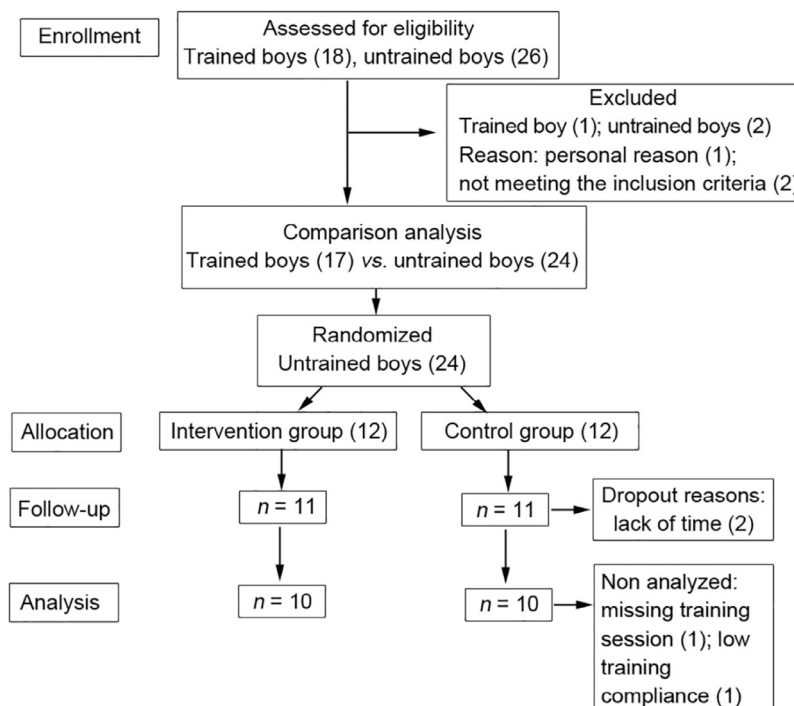 Enrollment
Assessed for eligibility
Trained boys (18), untrained boys (26)
Excluded
Trained boy (1); untrained boys (2)
Reason: personal reason (1);
not meeting the inclusion criteria (2)
Comparison analysis
Trained boys (17) vs. untrained boys (24)
Randomized
Untrained boys (24)
Allocation
Intervention group (12)
Control group (12)
Follow-up
n = 11
n = 11
Dropout reasons:
lack of time (2)
Analysis
n = 10
n = 10
Non analyzed:
missing training
session (1); low
training
compliance (1)